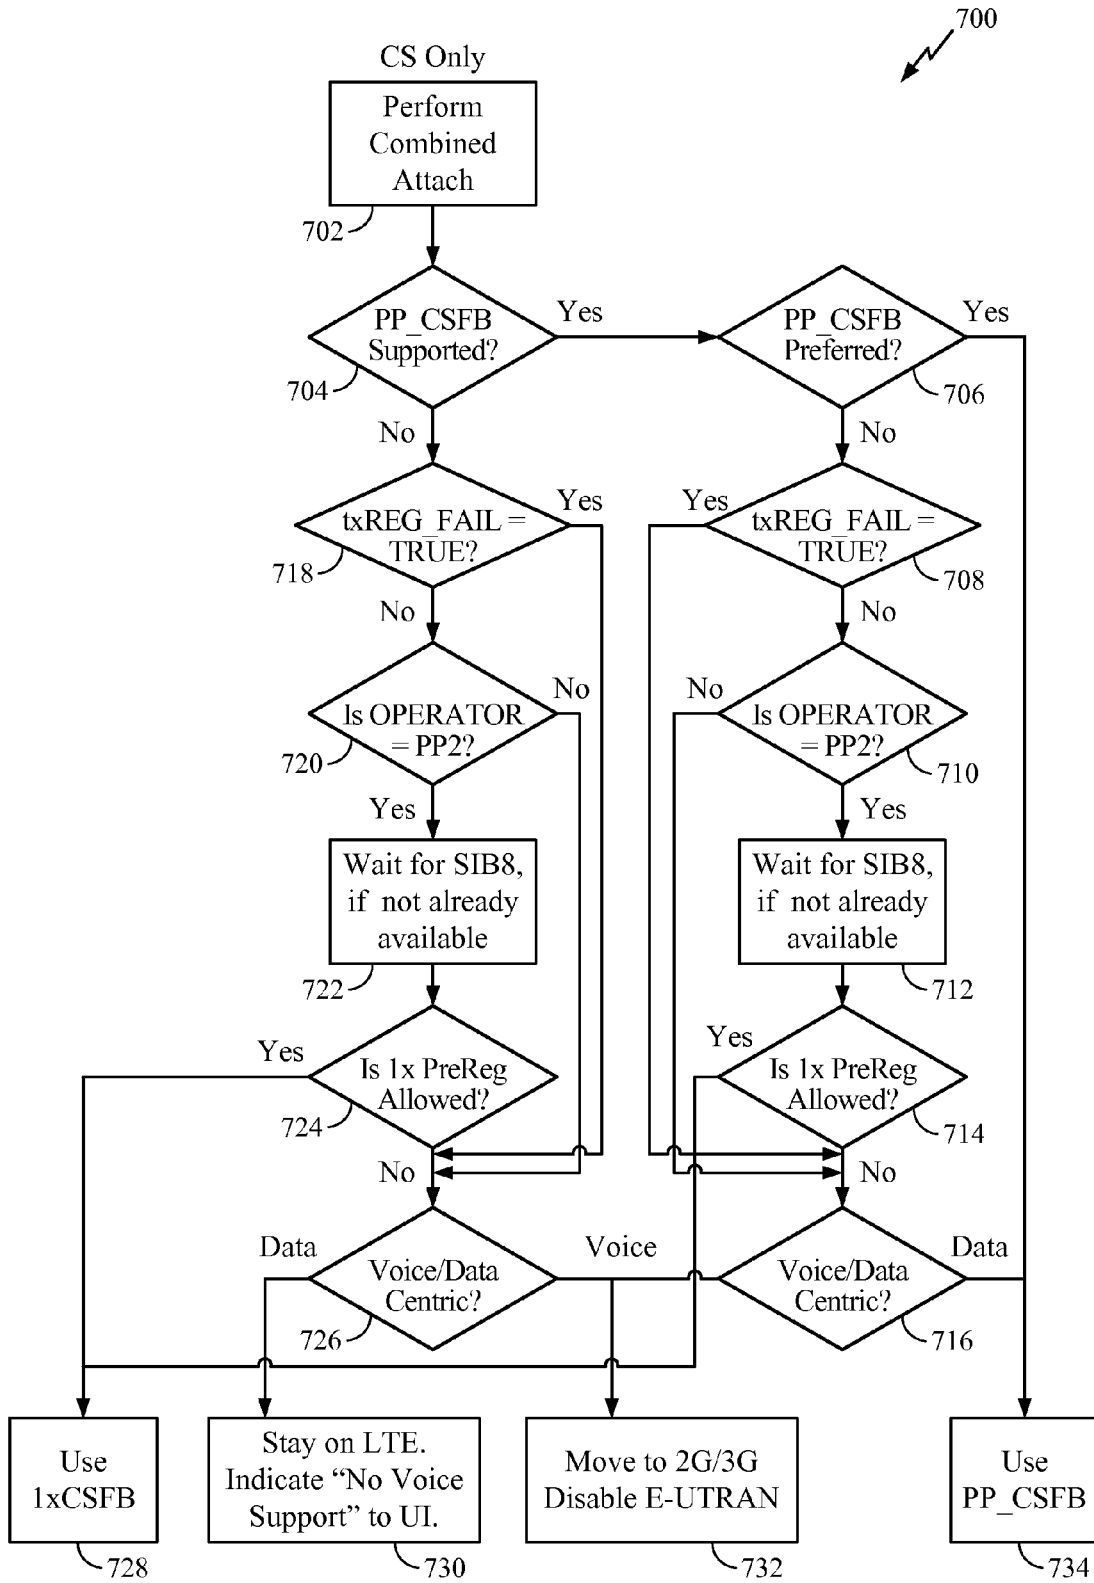 700
CS Only
Perform
Combined
Attach
702
PP_CSFB
Supported?
704
Yes
No
PP_CSFB
Preferred?
706
Yes
No
txREG_FAIL =
TRUE?
718
Yes
No
txREG_FAIL =
TRUE?
708
Yes
No
Is OPERATOR
= PP2?
720
No
Yes
Is OPERATOR
= PP2?
710
No
Yes
Wait for SIB8,
if not already
available
722
Wait for SIB8,
if not already
available
712
Is 1x PreReg
Allowed?
724
Yes
No
Is 1x PreReg
Allowed?
714
Yes
No
Voice/Data
Centric?
726
Data
Voice
Voice/Data
Centric?
716
Data
Use
1xCSFB
728
Stay on LTE.
Indicate “No Voice
Support” to UI.
730
Move to 2G/3G
Disable E-UTRAN
732
Use
PP_CSFB
734